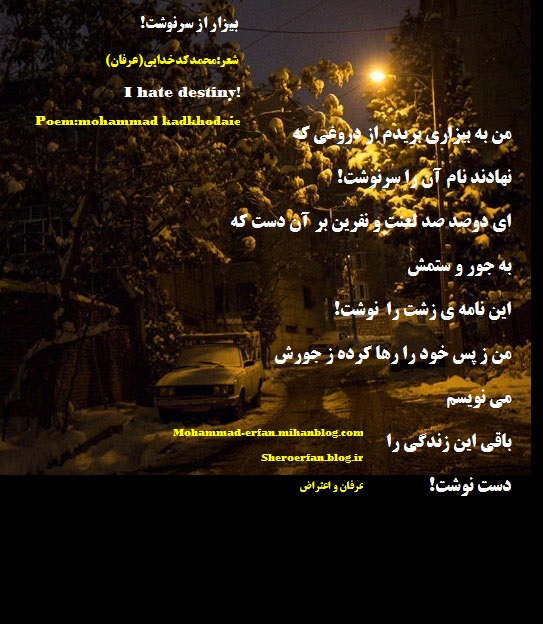 بیزار از سرنوشت!
شعر:محمدکدخدایی(عرفان)
I hate destiny!
Poem:mohammad kadkhodaie
من به بیزاری بریدم از دروغی که
نهادند نام آن را سرنوشت!
ای دوصد صد لعنت و نفرین بر آن دست که
به جور و ستمش
این نامه ی زشت را نوشت!
من ز پس خود را رها کرده ز جورش
می نویسم
باقی این زندگی را
دست نوشت!
Mohammad-erfan.mihanblog.com
Sheroerfan.blog.ir
عرفان و اعتراض